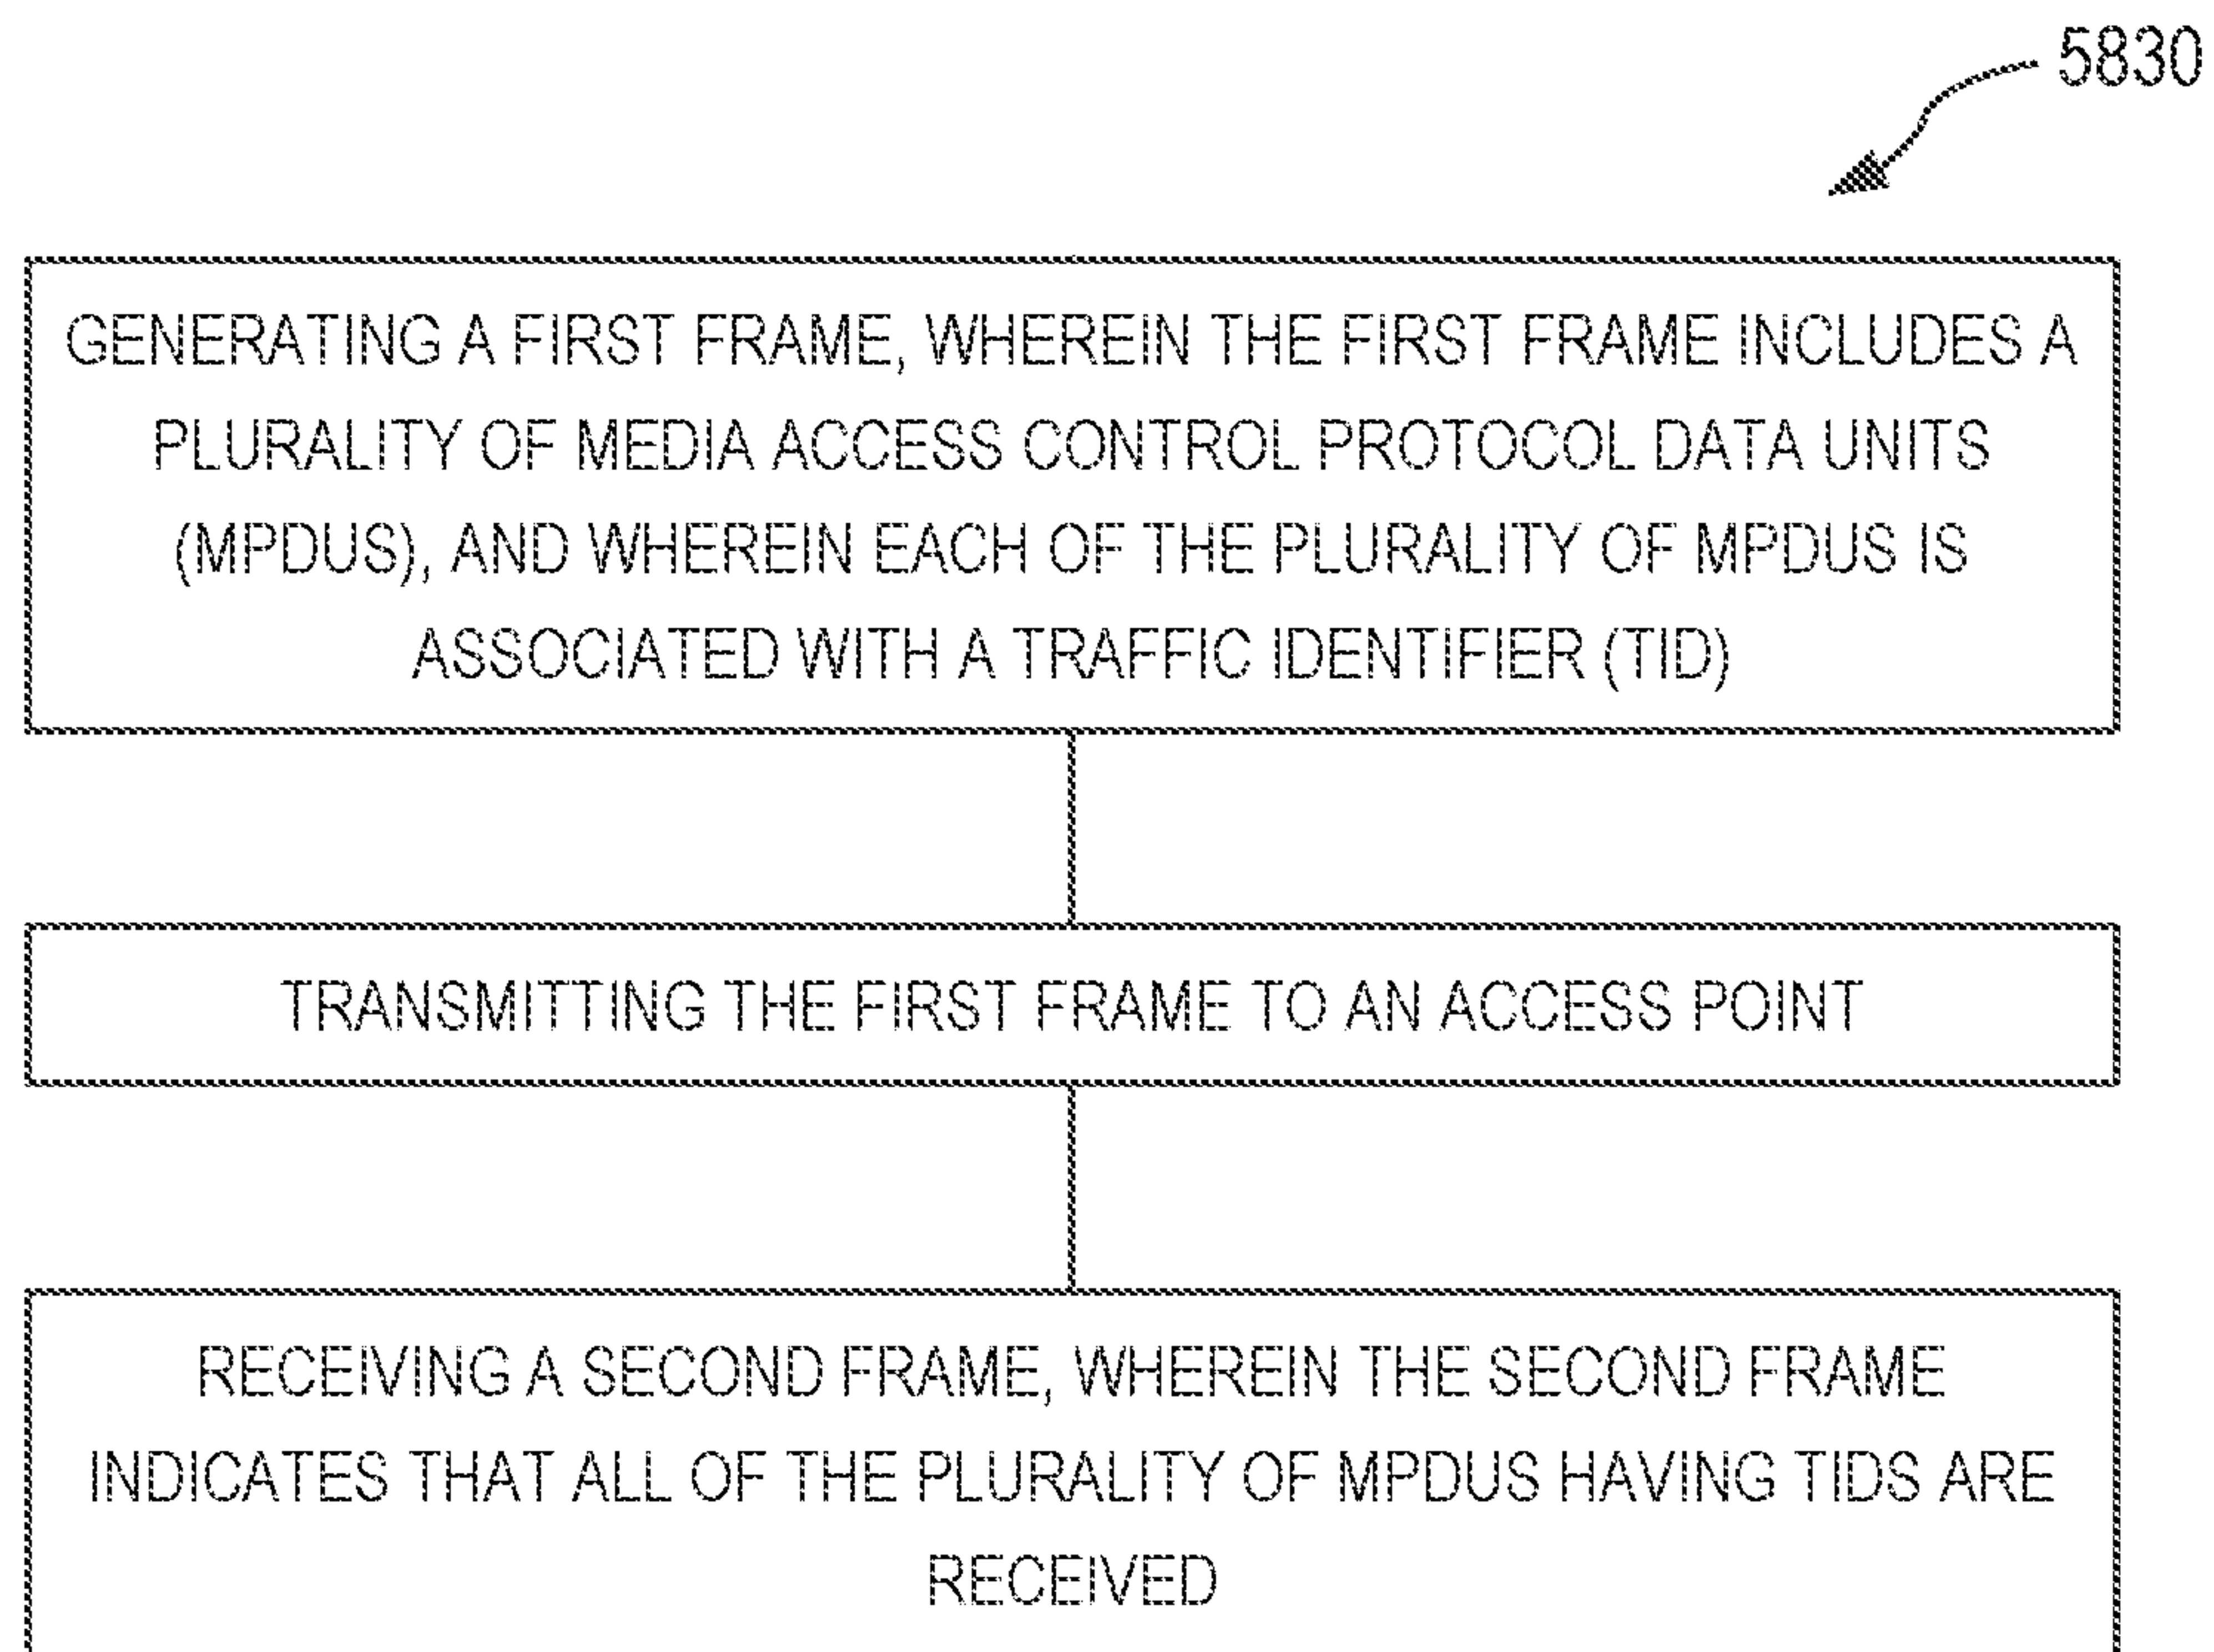 5830
GENERATING A FIRST FRAME, WHEREIN THE FIRST FRAME INCLUDES A
PLURALITY OF MEDIA ACCESS CONTROL PROTOCOL DATA UNITS
(MPDUS), AND WHEREIN EACH OF THE PLURALITY OF MPDUS IS
ASSOCIATED WITH A TRAFFIC IDENTIFIER (TID)
TRANSMITTING THE FIRST FRAME TO AN ACCESS POINT
RECEIVING A SECOND FRAME, WHEREIN THE SECOND FRAME
INDICATES THAT ALL OF THE PLURALITY OF MPDUS HAVING TIDS ARE
RECEIVED